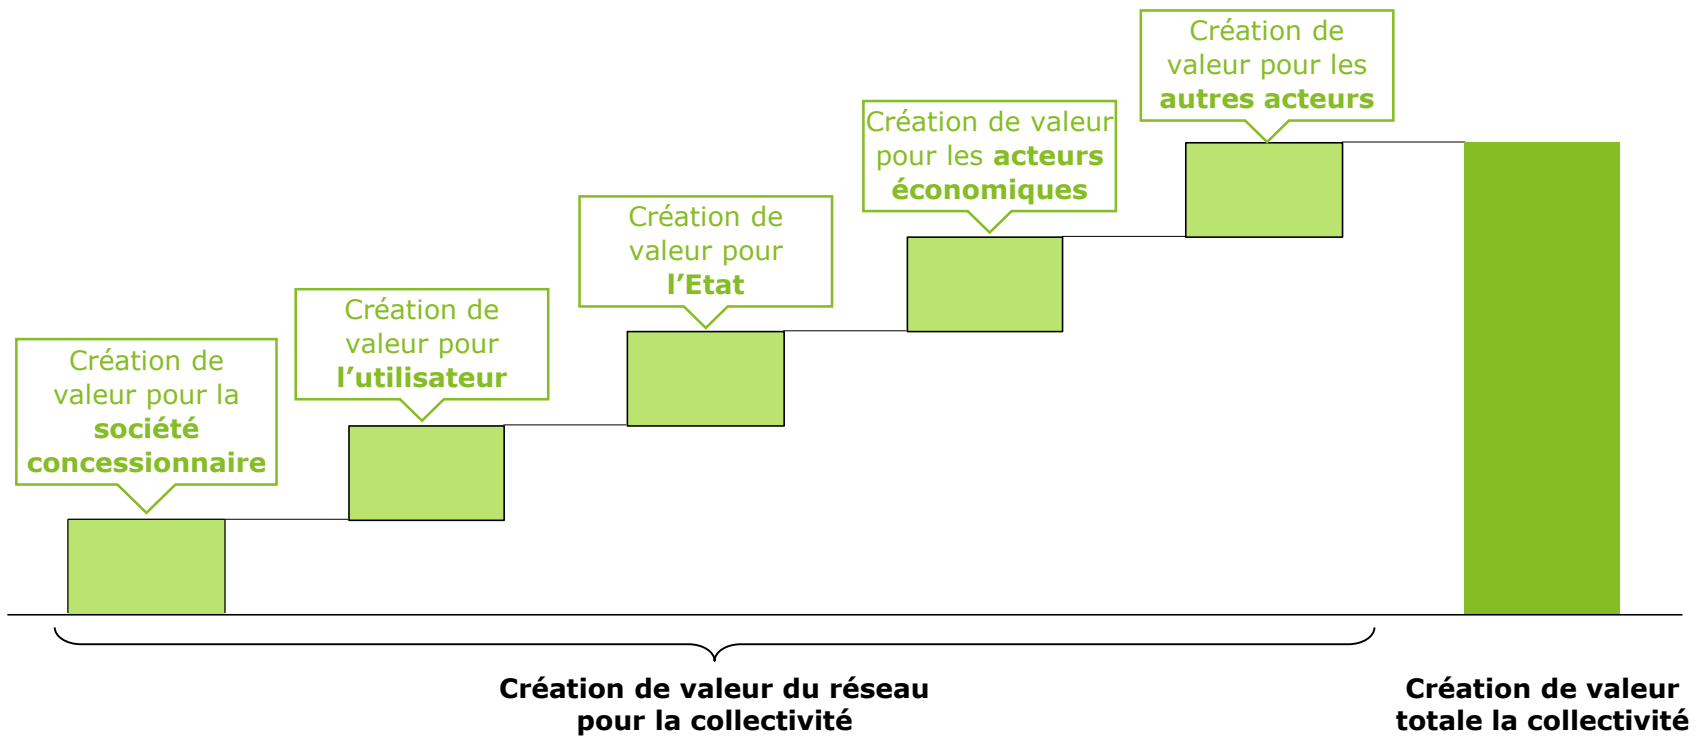 Création de
valeur pour la
société
concessionnaire
Création de
valeur pour
l’utilisateur
Création de
valeur pour
l’Etat
Création de valeur
pour les acteurs
économiques
Création de
valeur pour les
autres acteurs
Création de valeur du réseau
pour la collectivité
Création de valeur
totale la collectivité